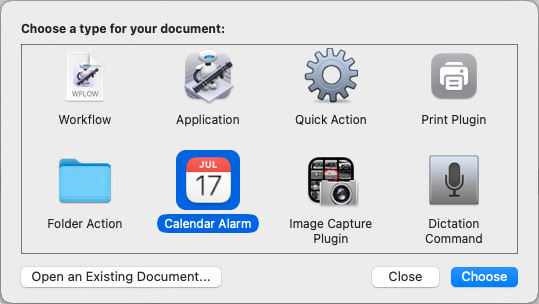 Choose a type for your document:
WFLOW
Workflow
Application
Quick Action
Print Plugin
JUL
17
Folder Action
Calendar Alarm
Image Capture
Plugin
Dictation
Command
Open an Existing Document...
Close
Choose